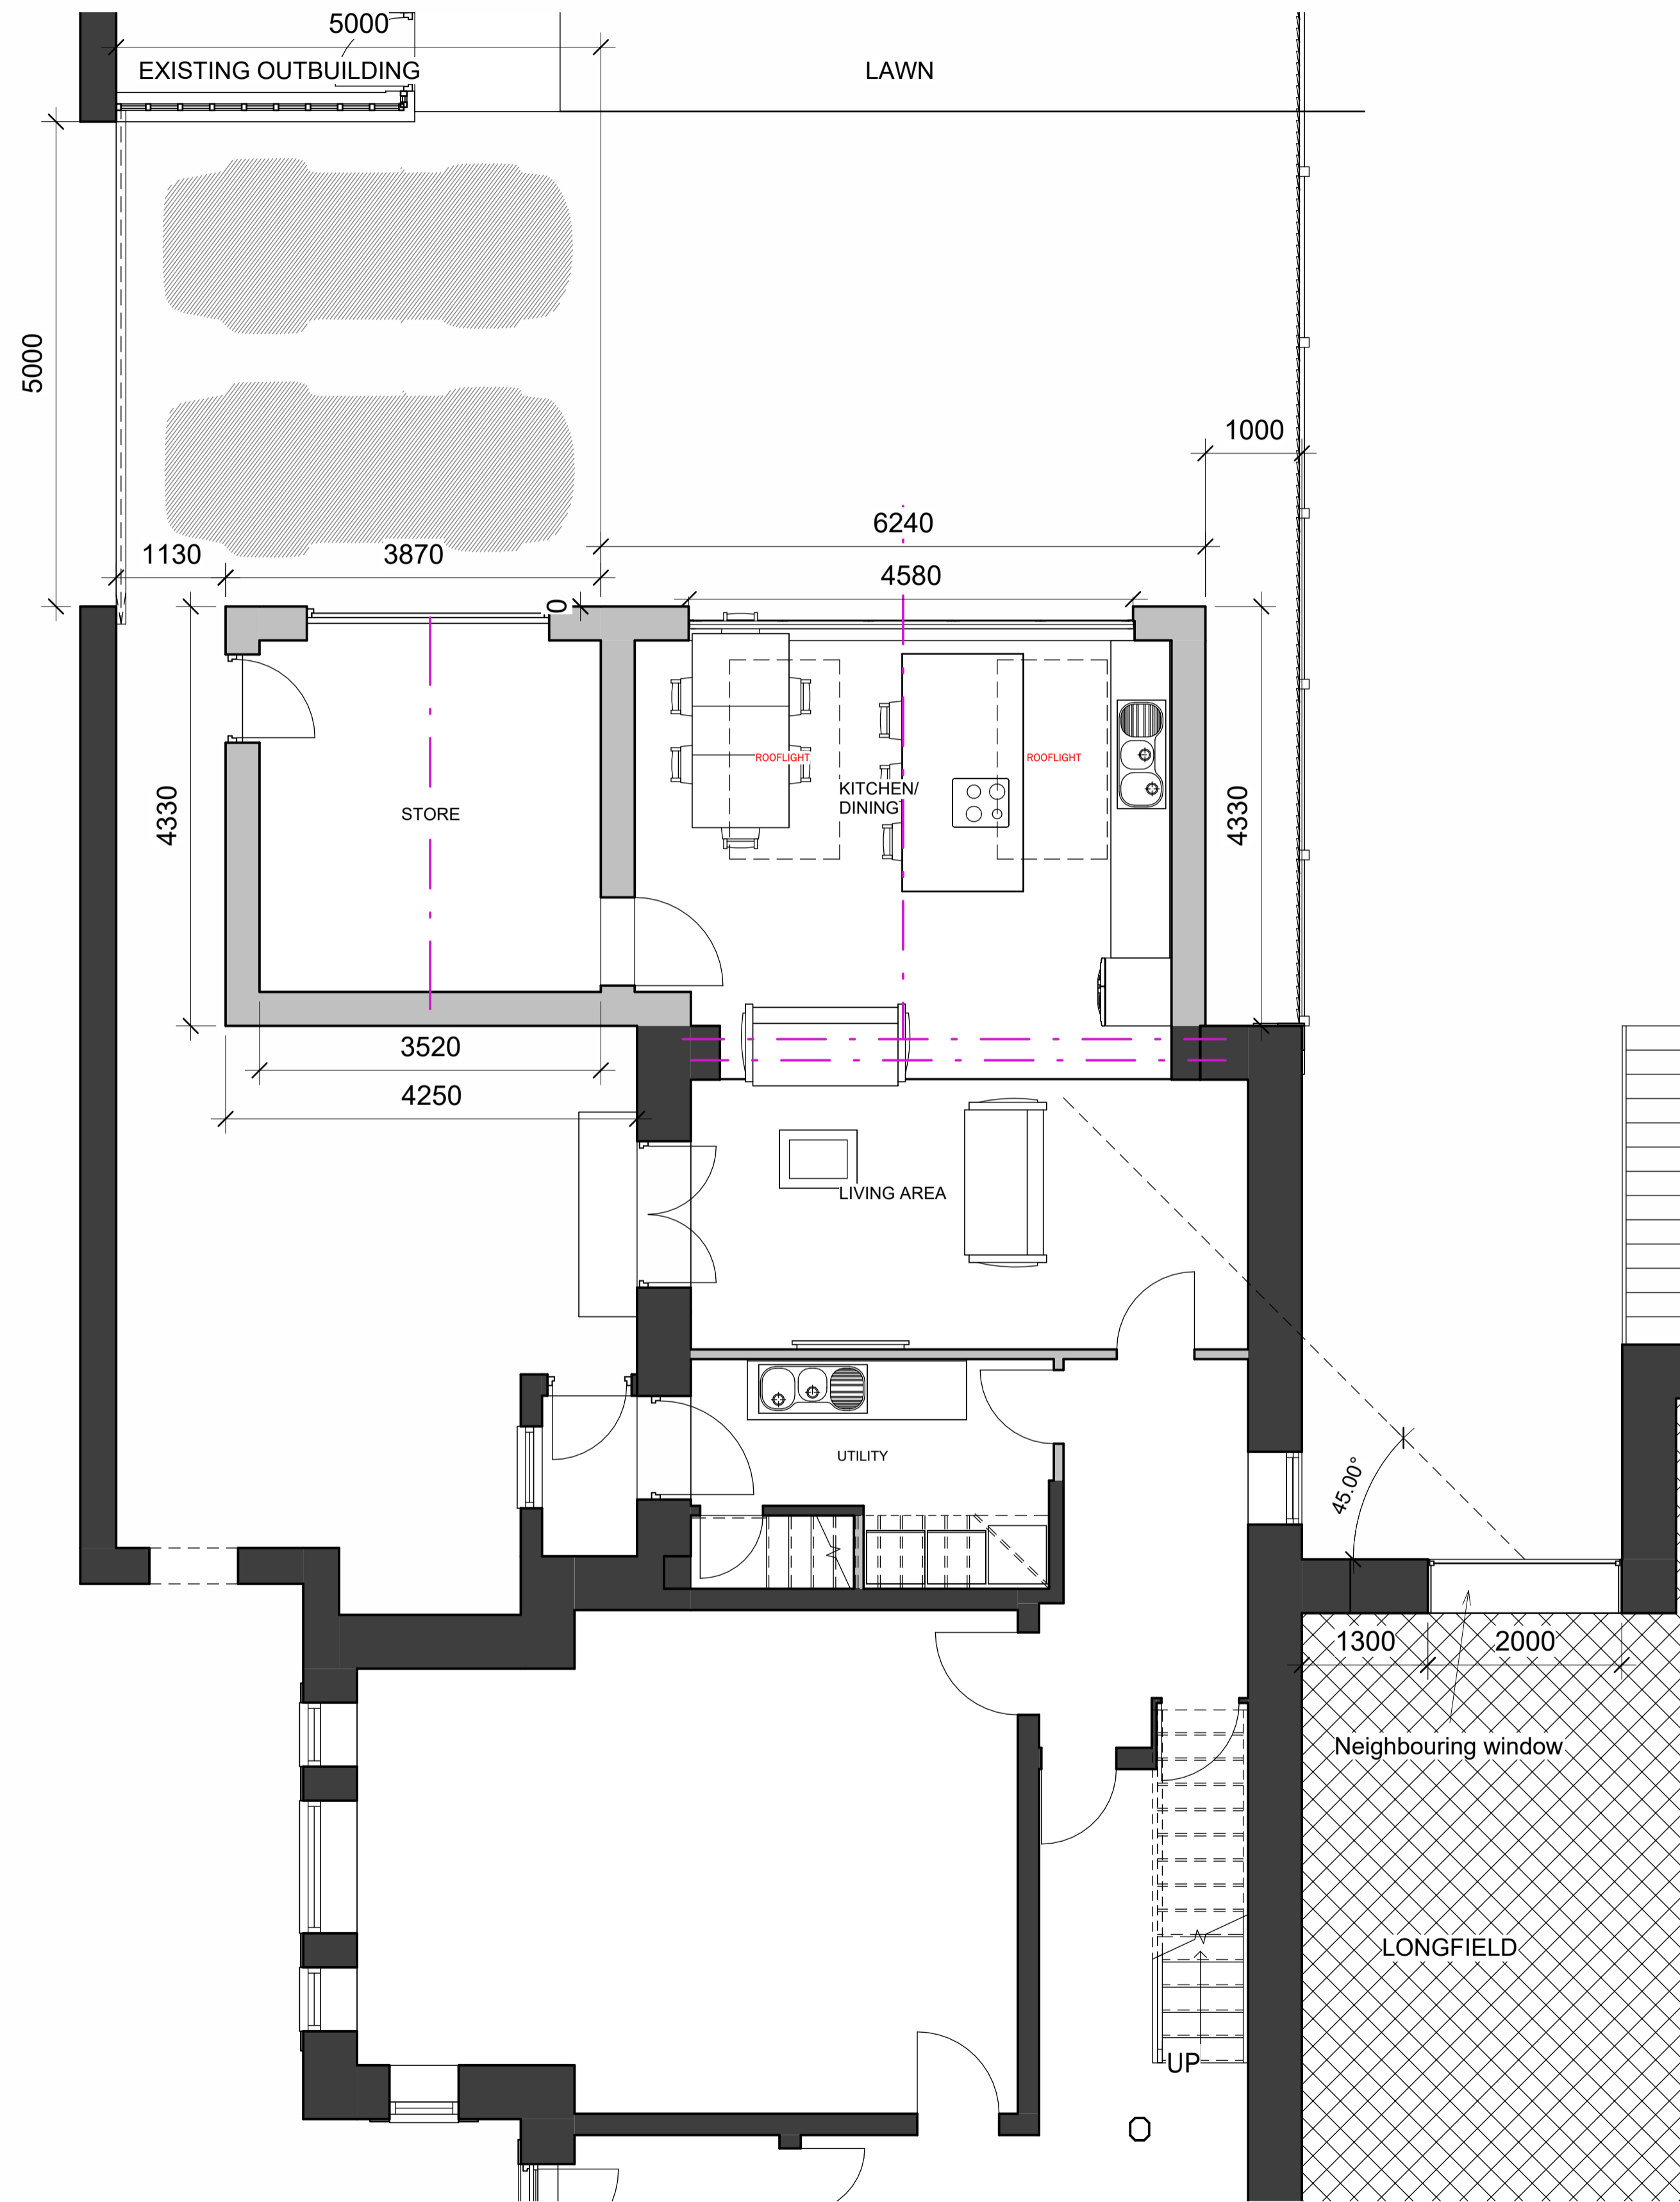 5000
EXISTING OUTBUILDING
LAWN
5000
1000
6240
1130
3870
4580
0
ROOFLIGHT
ROOFLIGHT
KITCHEN/
DINING
STORE
4330
4330
3520
4250
LIVING AREA
UTILITY
45.00°
1300
2000
Neighbouring window
LONGFIELD
UP